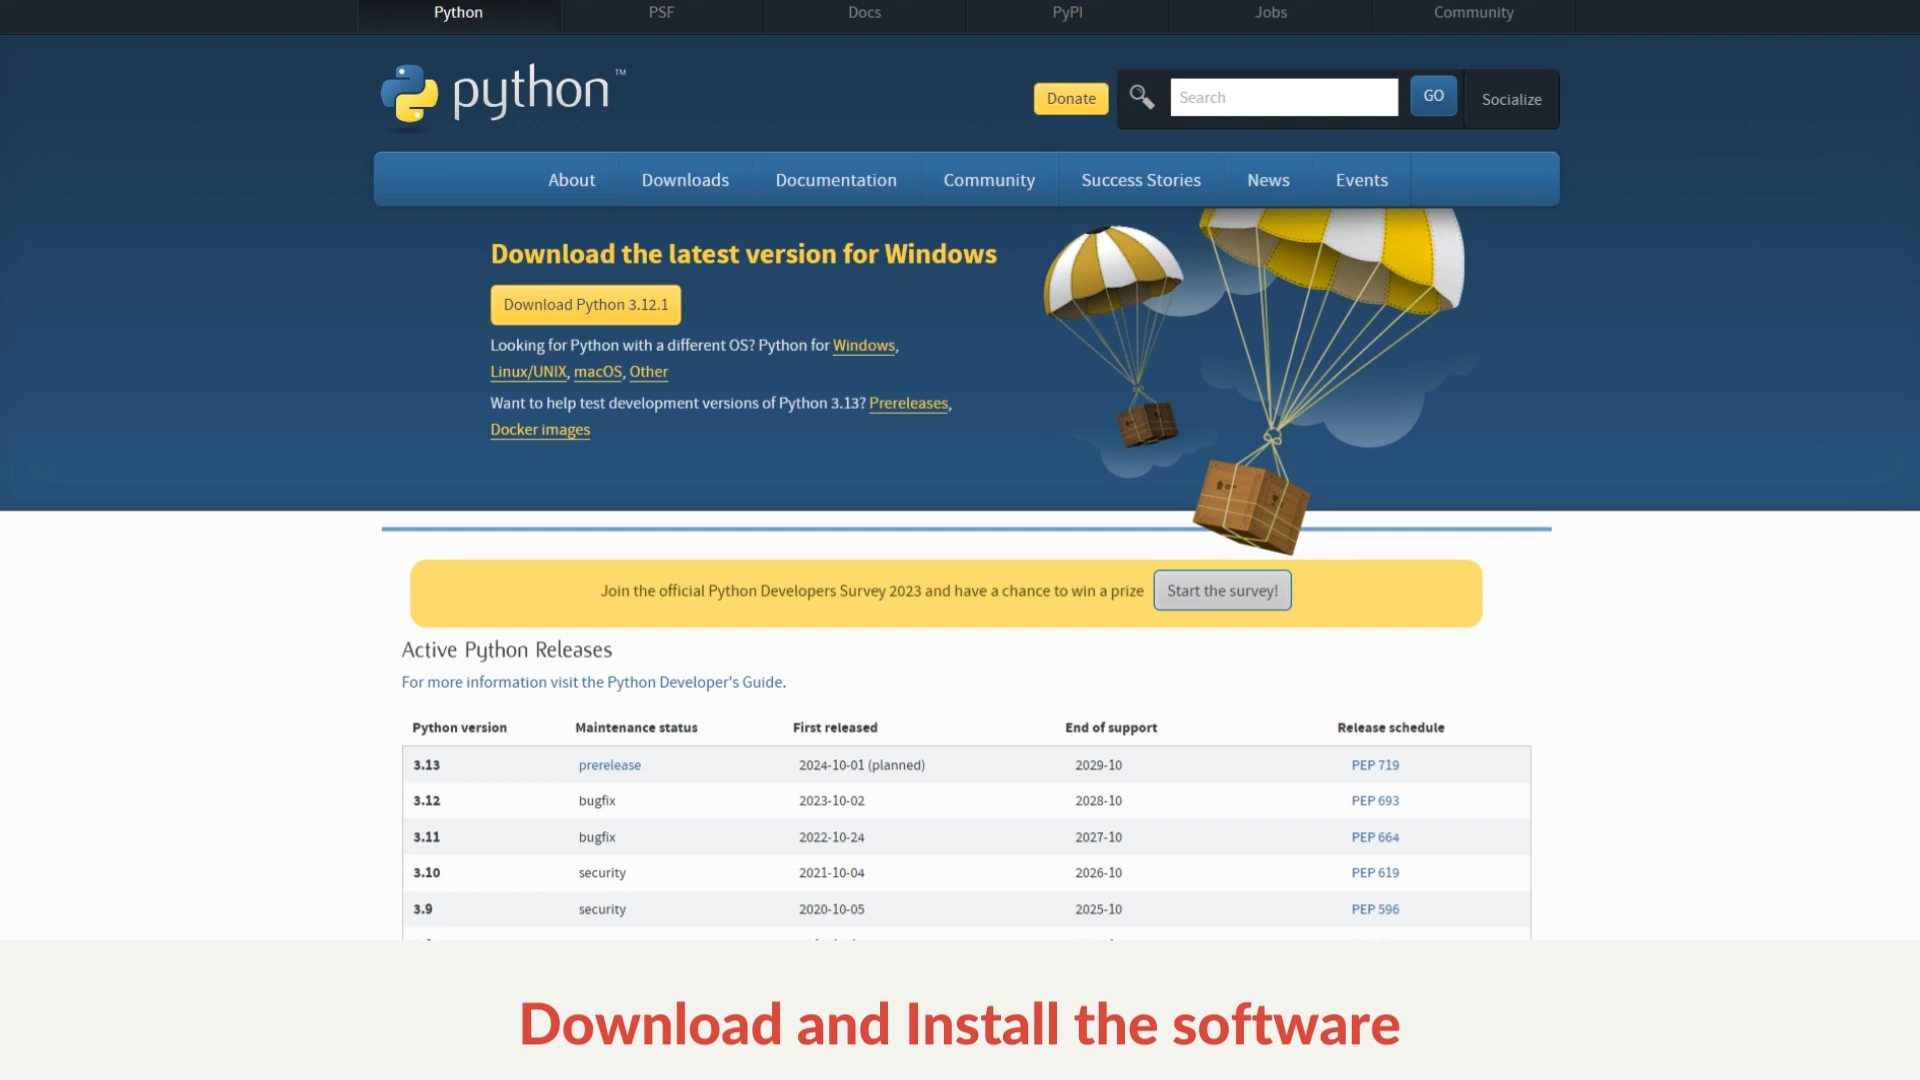 Python PSF Docs PyPI Jobs Community
python™
Donate Search GO Socialize
About Downloads Documentation Community Success Stories News Events
Download the latest version for Windows
Download Python 3.12.1
Looking for Python with a different OS? Python for Windows,
Linux/UNIX, macOS, Other
Want to help test development versions of Python 3.13? Prereleases,
Docker images
Join the official Python Developers Survey 2023 and have a chance to win a prize Start the survey!
Active Python Releases
For more information visit the Python Developer's Guide.
Python version Maintenance status First released End of support Release schedule
3.13 prerelease 2024-10-01 (planned) 2029-10 PEP 719
3.12 bugfix 2023-10-02 2028-10 PEP 693
3.11 bugfix 2022-10-24 2027-10 PEP 664
3.10 security 2021-10-04 2026-10 PEP 619
3.9 security 2020-10-05 2025-10 PEP 596
Download and Install the software